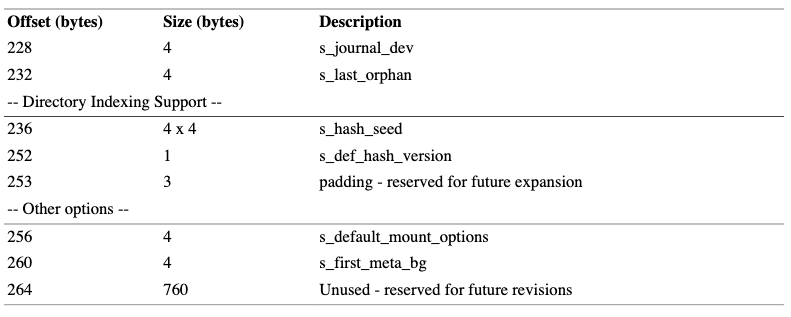 Offset (bytes) Size (bytes) Description
228 4 s_journal_dev
232 4 s_last_orphan
-- Directory Indexing Support --
236 4 x 4 s_hash_seed
252 1 s_def_hash_version
253 3 padding - reserved for future expansion
-- Other options --
256 4 s_default_mount_options
260 4 s_first_meta_bg
264 760 Unused - reserved for future revisions